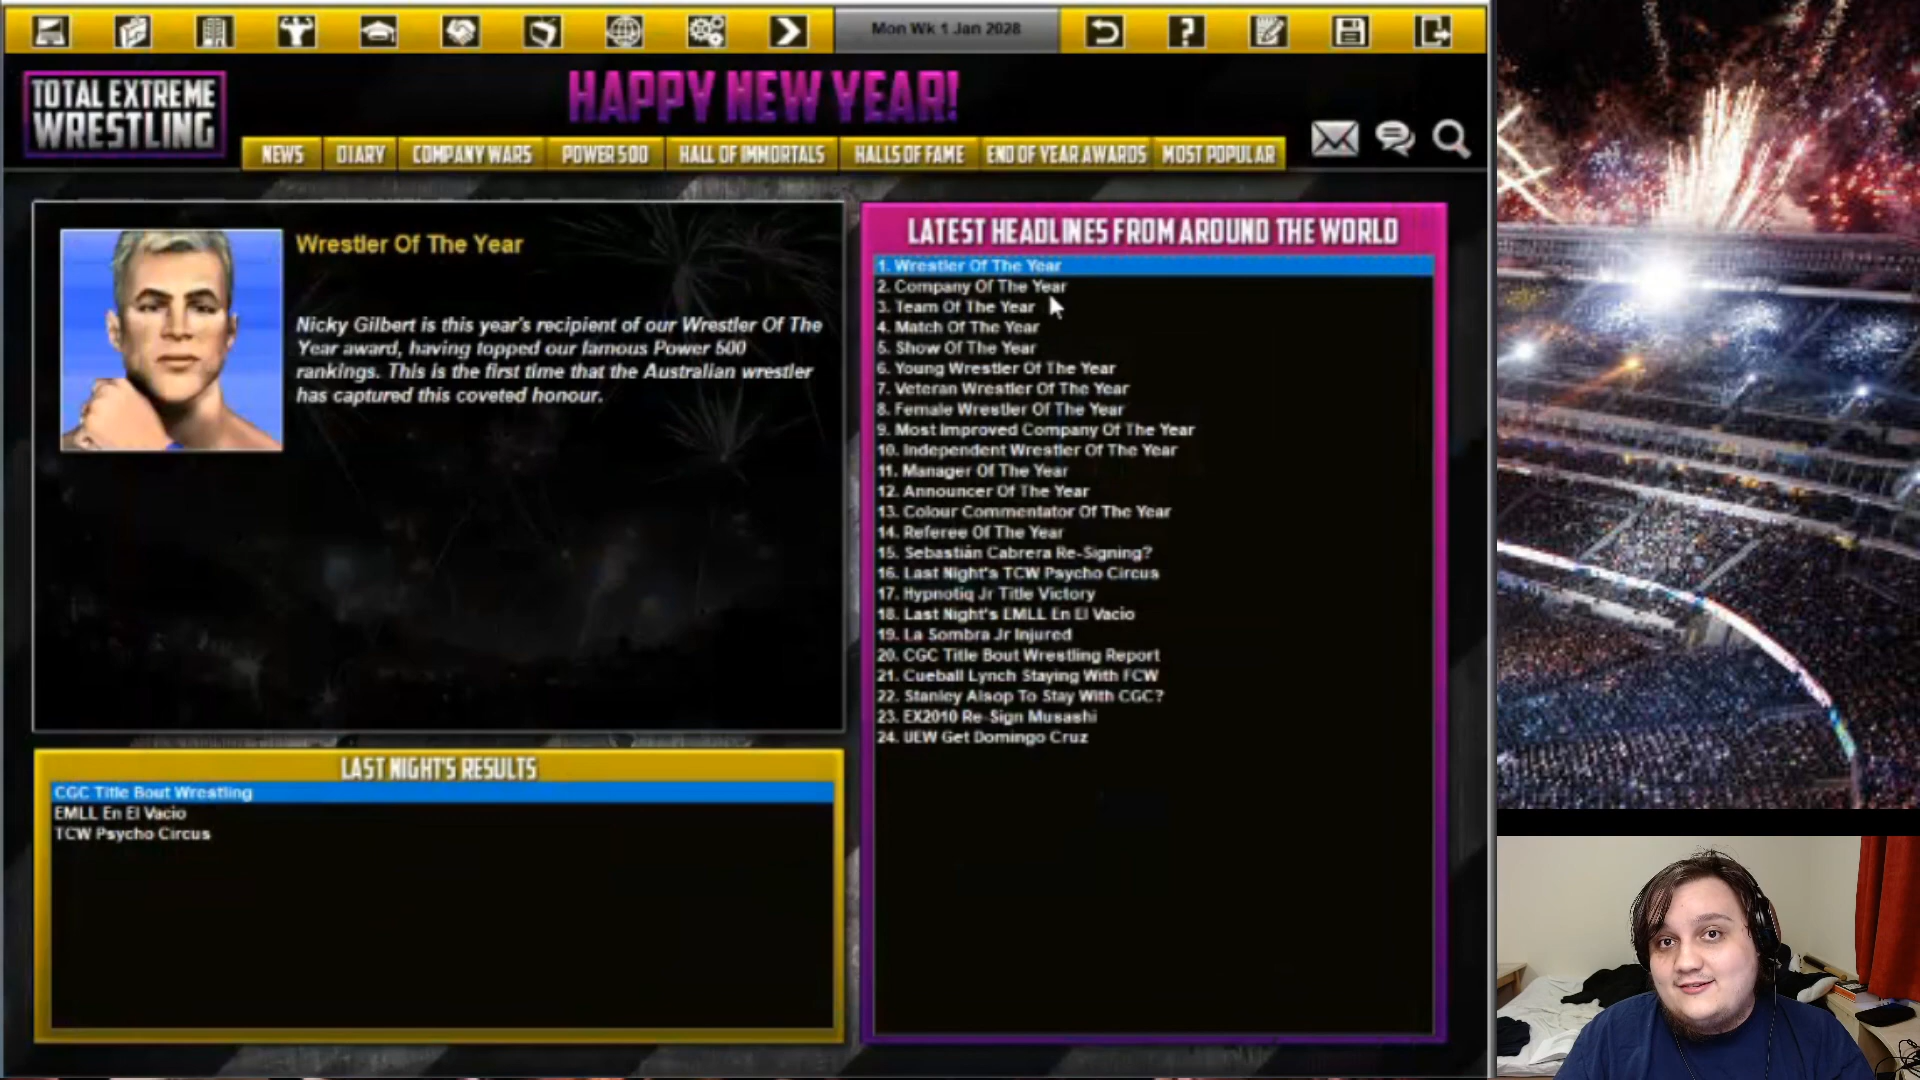 Mon Wk 1 Jan 2028
TOTAL EXTREME
WRESTLING
HAPPY NEW YEAR!
NEWS
DIARY
COMPANY WARS
POWER 500
HALL OF IMMORTALS
HALLS OF FAME
END OF YEAR AWARDS
MOST POPULAR
Wrestler Of The Year
Nicky Gilbert is this year's recipient of our Wrestler Of The
Year award, having topped our famous Power 500
rankings. This is the first time that the Australian wrestler
has captured this coveted honour.
LATEST HEADLINES FROM AROUND THE WORLD
1. Wrestler Of The Year
2. Company Of The Year
3. Team Of The Year
4. Match Of The Year
5. Show Of The Year
6. Young Wrestler Of The Year
7. Veteran Wrestler Of The Year
8. Female Wrestler Of The Year
9. Most Improved Company Of The Year
10. Independent Wrestler Of The Year
11. Manager Of The Year
12. Announcer Of The Year
13. Colour Commentator Of The Year
14. Referee Of The Year
15. Sebastián Cabrera Re-Signing?
16. Last Night's TCW Psycho Circus
17. Hypnotiq Jr Title Victory
18. Last Night's EMLL En El Vacio
19. La Sombra Jr Injured
20. CGC Title Bout Wrestling Report
21. Cueball Lynch Staying With FCW
22. Stanley Alsop To Stay With CGC?
23. EX2010 Re-Sign Musashi
24. UEW Get Domingo Cruz
LAST NIGHT'S RESULTS
CGC Title Bout Wrestling
EMLL En El Vacio
TCW Psycho Circus